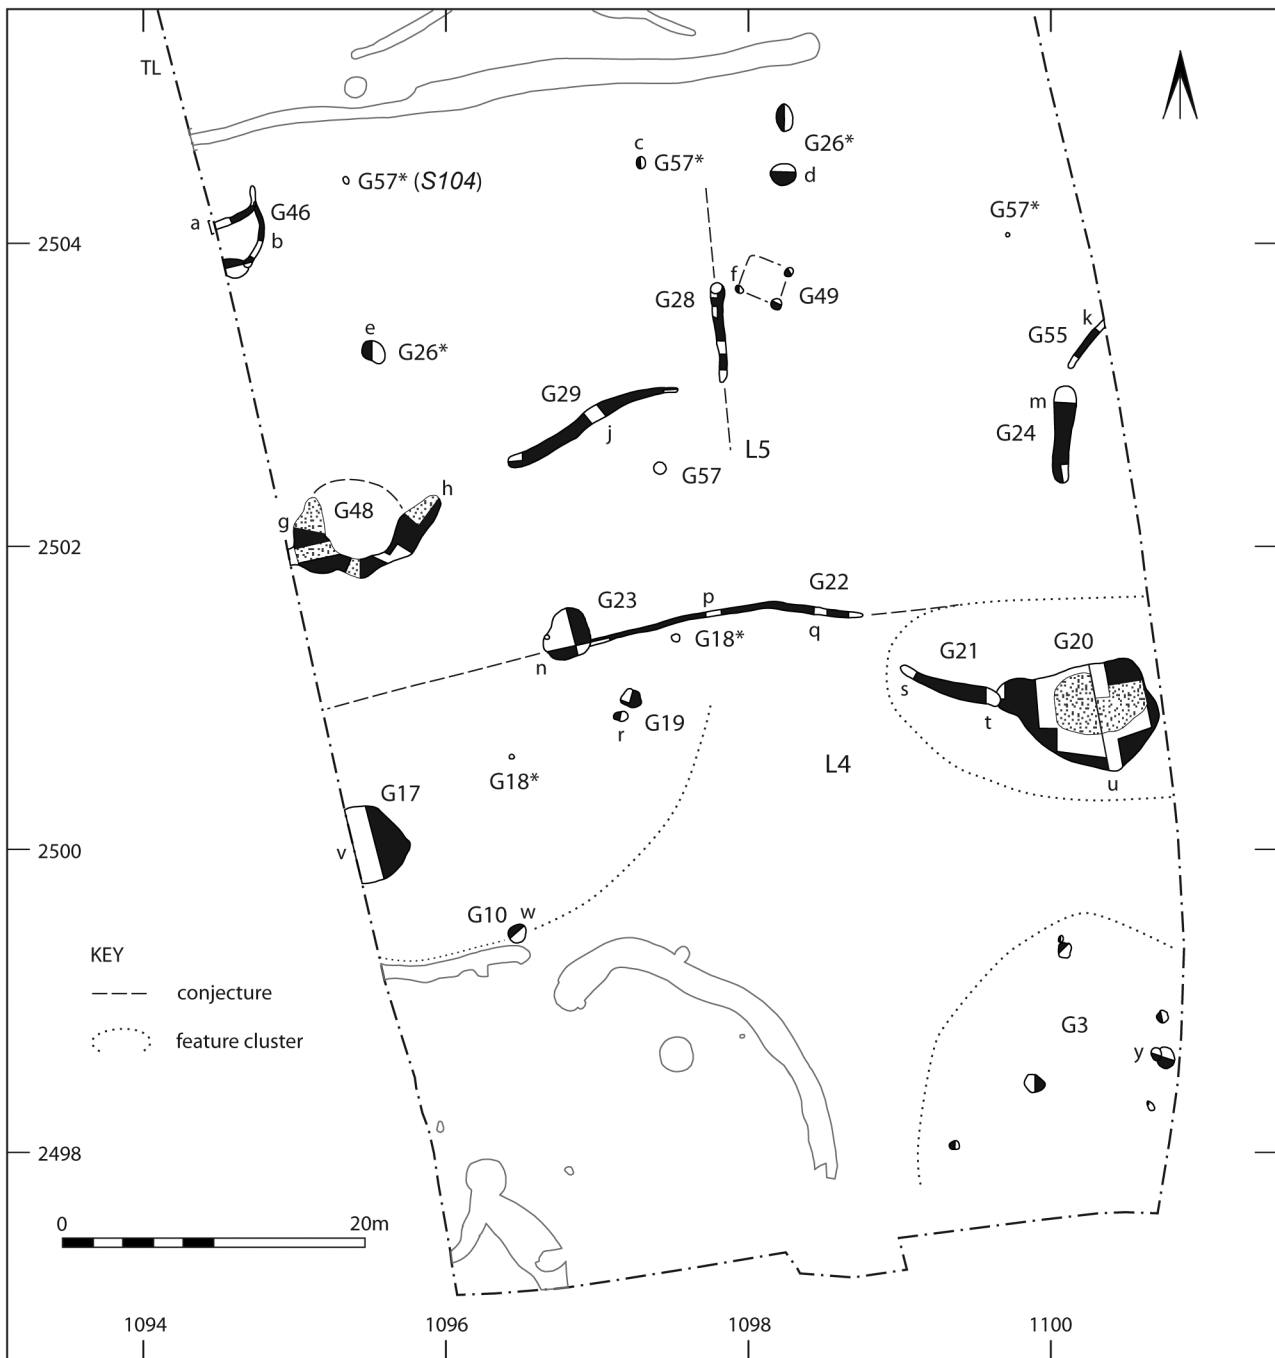 TL
c
G57*
G26*
d
G57* (S104)
G46
a
b
G57*
2504
f
G28
G49
k
G55
e
G26*
G29
j
m
G24
L5
G57
h
g
G48
2502
G22
p
G23
G18*
q
n
G21
G20
s
t
G19
r
L4
G18*
u
G17
v
2500
G10
w
KEY
conjecture
feature cluster
G3
y
2498
0
20m
1094
1096
1098
1100